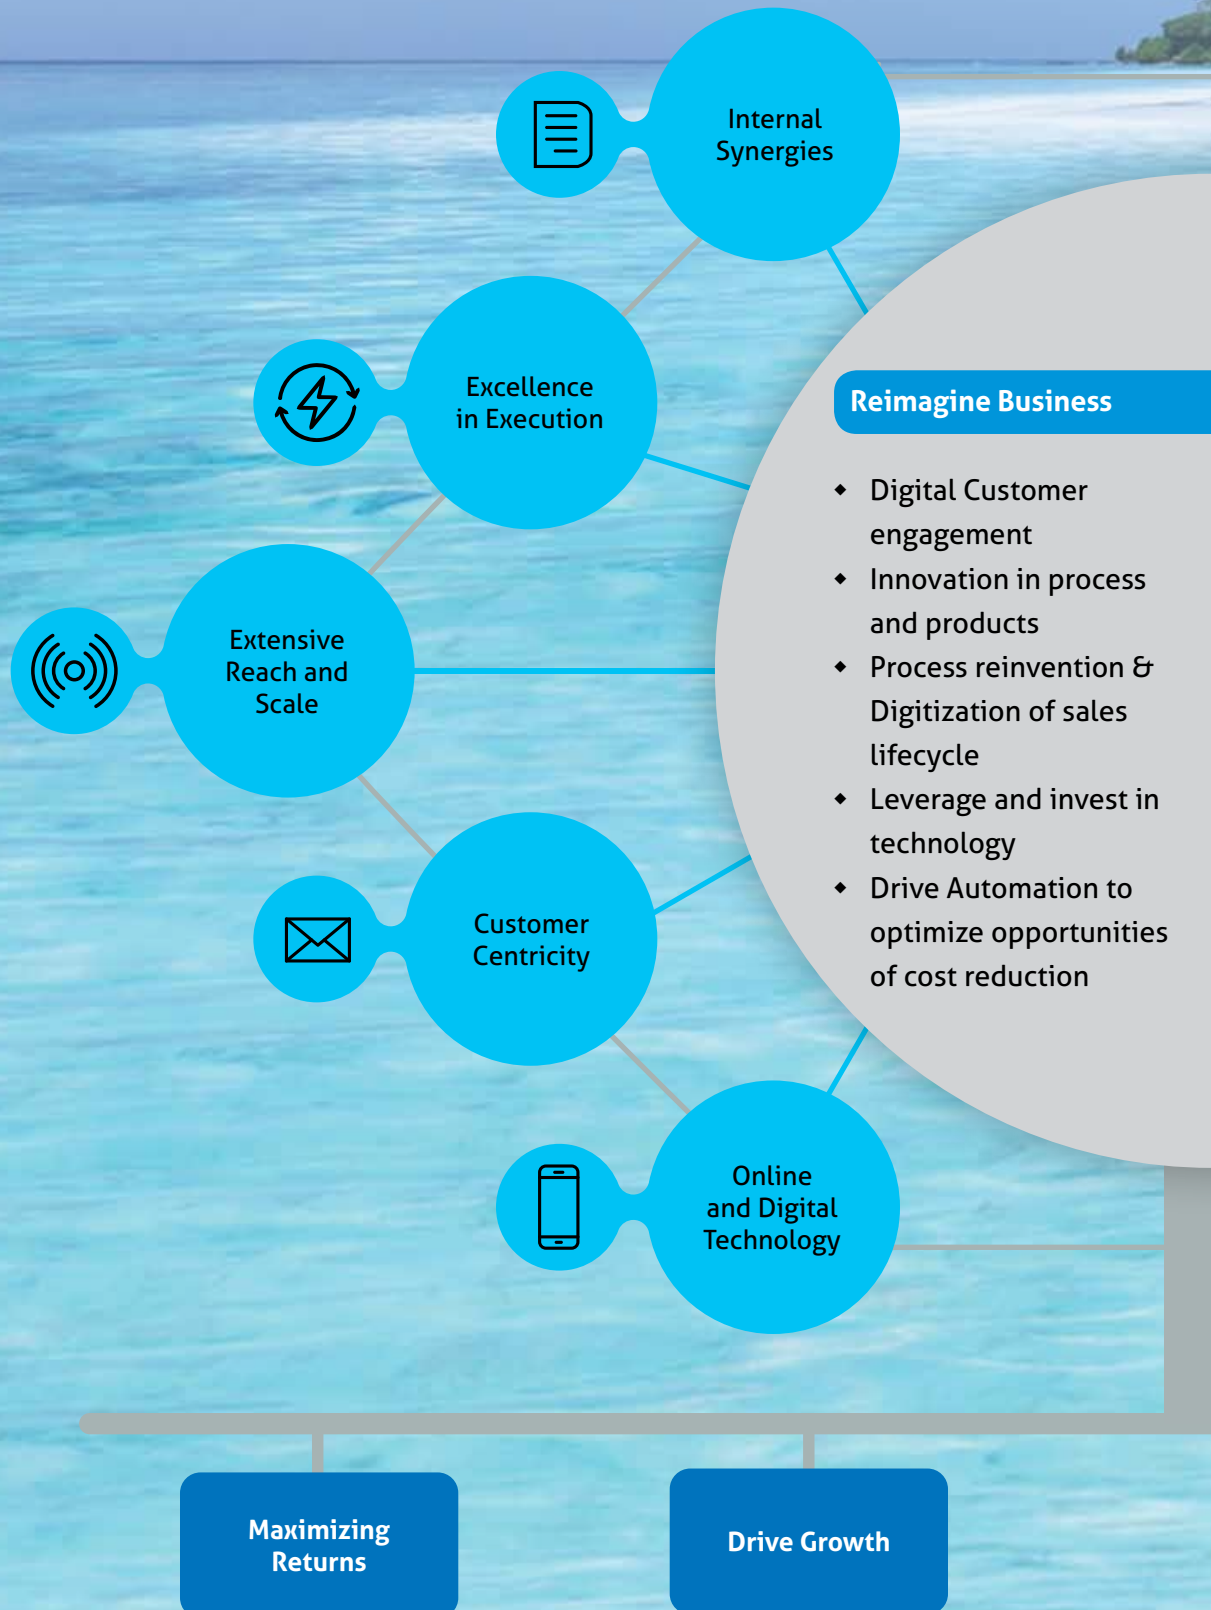 Internal
Synergies
Excellence
in Execution
Extensive
Reach and
Scale
Customer
Centricity
Online
and Digital
Technology
Reimagine Business
◆ Digital Customer
engagement
◆ Innovation in process
and products
◆ Process reinvention &
Digitization of sales
lifecycle
◆ Leverage and invest in
technology
◆ Drive Automation to
optimize opportunities
of cost reduction
Maximizing
Returns
Drive Growth